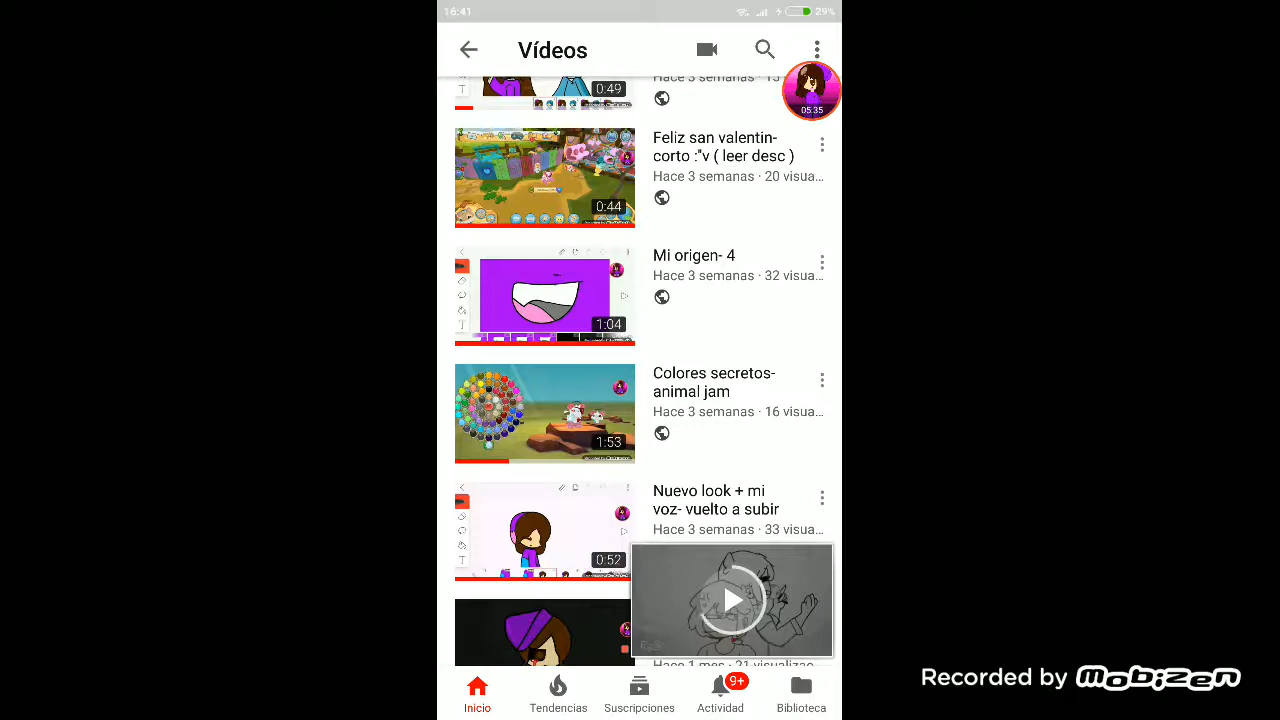 16:41
29%
Vídeos
05:35
0:49
Hace 3 semanas · 15
Feliz san valentin-
corto :"v ( leer desc )
Hace 3 semanas · 20 visua...
0:44
Mi origen- 4
Hace 3 semanas · 32 visua...
T
1:04
Colores secretos-
animal jam
Hace 3 semanas · 16 visua...
1:53
Nuevo look + mi
voz- vuelto a subir
Hace 3 semanas · 33 visua...
T
0:52
Hace 1 mes · 21 visualizac
9+
Inicio
Tendencias
Suscripciones
Actividad
Biblioteca
Recorded by mobizen